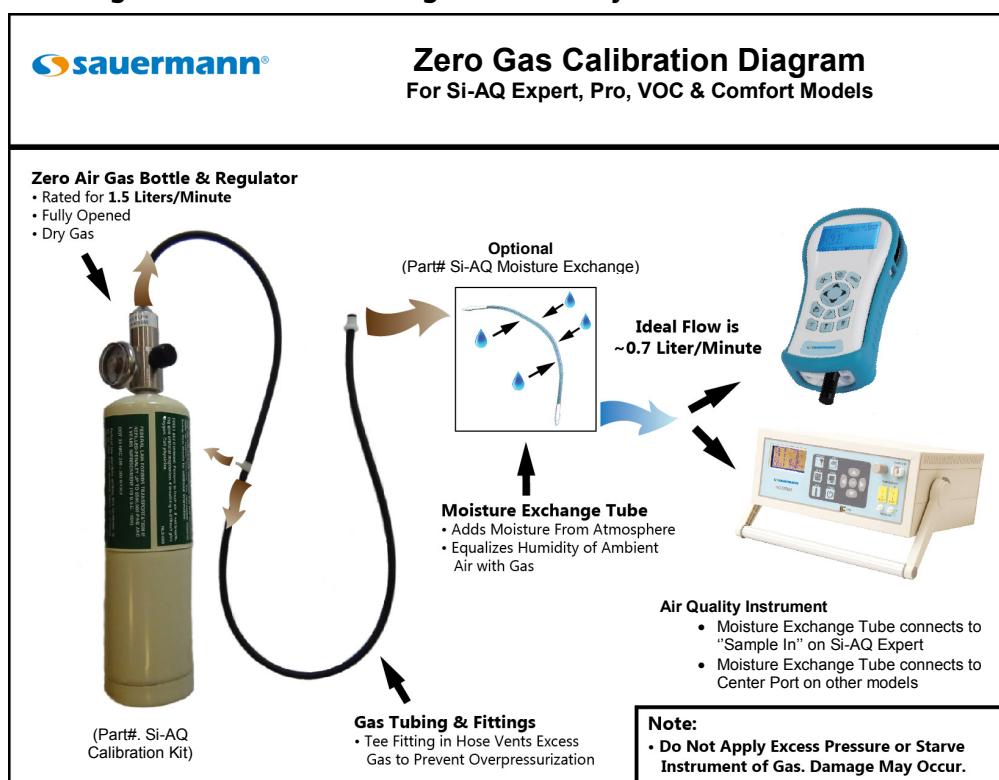 sauermann®
Zero Gas Calibration Diagram
For Si-AQ Expert, Pro, VOC & Comfort Models
Zero Air Gas Bottle & Regulator
• Rated for 1.5 Liters/Minute
• Fully Opened
• Dry Gas
Optional
(Part# Si-AQ Moisture Exchange)
Ideal Flow is
~0.7 Liter/Minute
Moisture Exchange Tube
• Adds Moisture From Atmosphere
• Equalizes Humidity of Ambient
Air with Gas
Air Quality Instrument
• Moisture Exchange Tube connects to
‘‘Sample In’’ on Si-AQ Expert
• Moisture Exchange Tube connects to
Center Port on other models
(Part#. Si-AQ
Calibration Kit)
Gas Tubing & Fittings
• Tee Fitting in Hose Vents Excess
Gas to Prevent Overpressurization
Note:
• Do Not Apply Excess Pressure or Starve
Instrument of Gas. Damage May Occur.